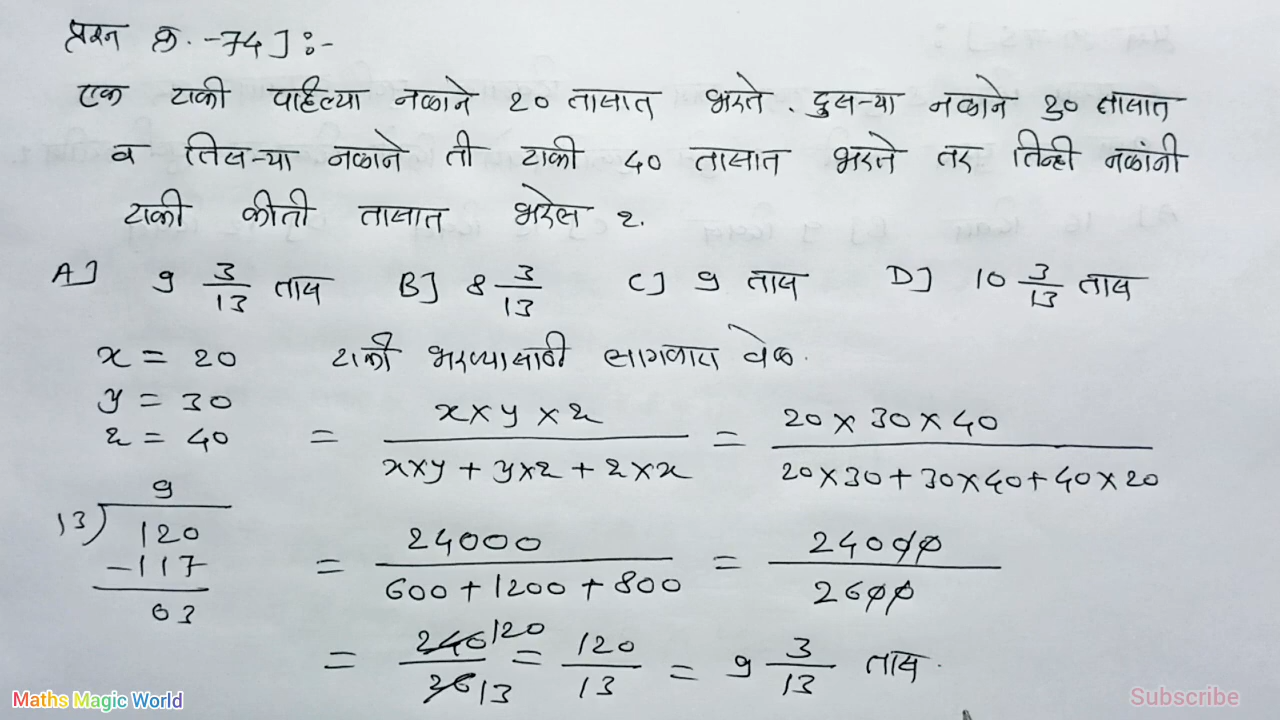 प्रश्न क्र. -74] :-
एक टाकी पहिल्या नळाने २० तासात भरते. दुसऱ्या नळाने ३० तासात
व तिसऱ्या नळाने ती टाकी ४० तासात भरते तर तिन्ही नळांनी
टाकी कीती तासात भरेल ?.
A] 9 3/13 तास B] 8 3/13 C] 9 तास D] 10 3/13 तास
x = 20 टाकी भरण्यासाठी लागणारा वेळ.
y = 30
z = 40 = x×y×z / x×y + y×z + z×x = 20×30×40 / 20×30+30×40+40×20
9
13) 120
-117
03
= 24000 / 600+1200+800 = 24000 / 2600
= 240 120 / 26 13 = 120 / 13 = 9 3/13 तास.
Maths Magic World
Subscribe